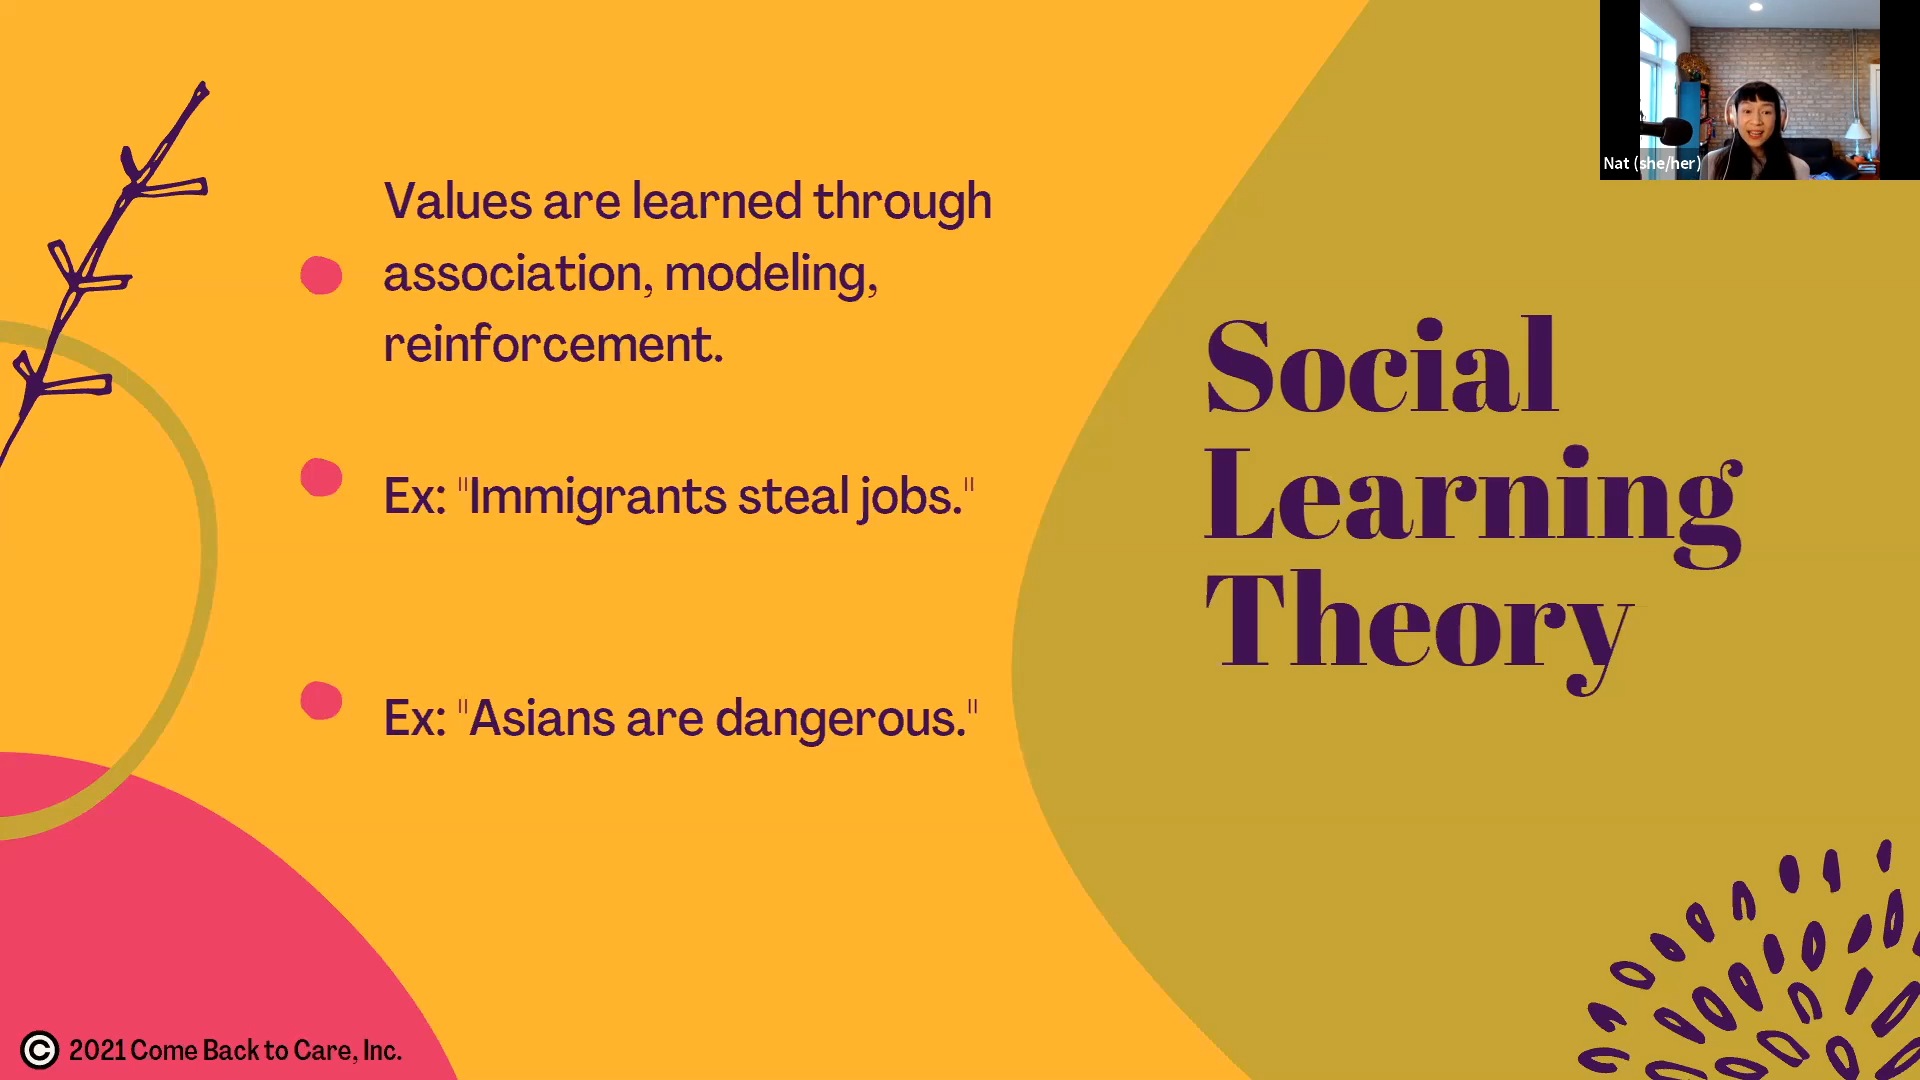 Values are learned through
association, modeling,
reinforcement.
Ex: "Immigrants steal jobs."
Ex: "Asians are dangerous."
Social
Learning
Theory
Nat (she/her)
© 2021 Come Back to Care, Inc.